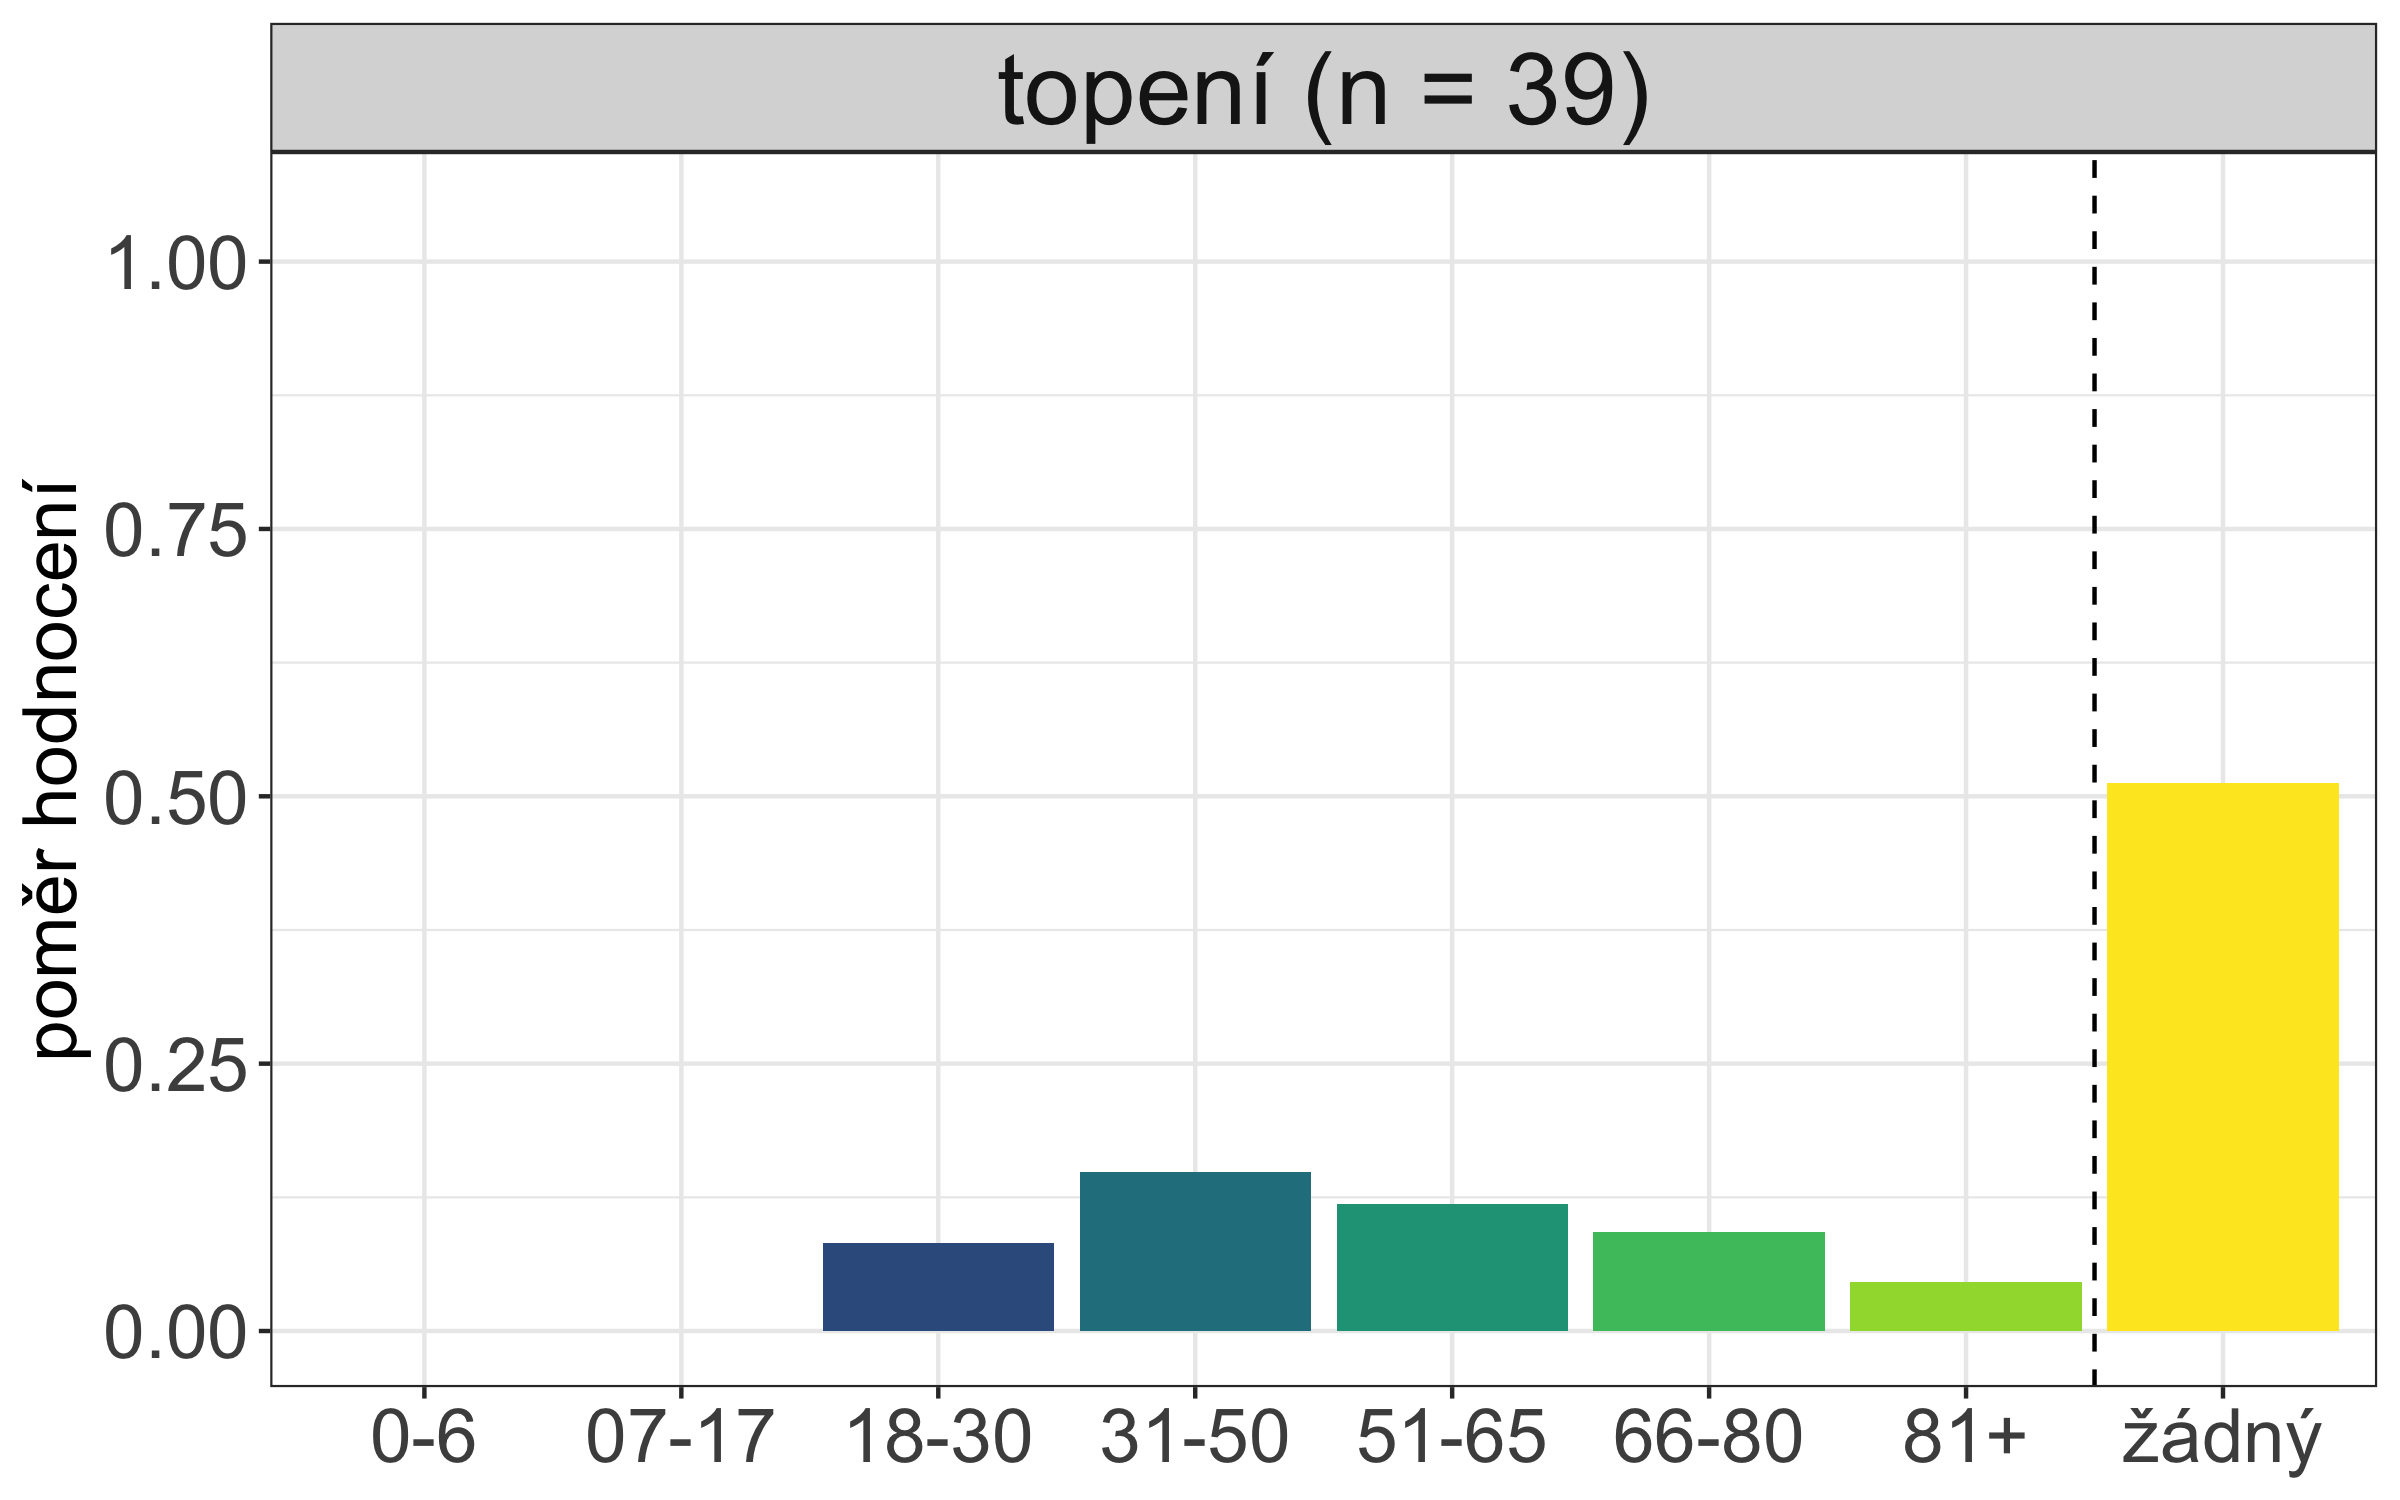 topení (n = 39)
poměr hodnocení
1.00
0.75
0.50
0.25
0.00
0-6 07-17 18-30 31-50 51-65 66-80 81+ žádný